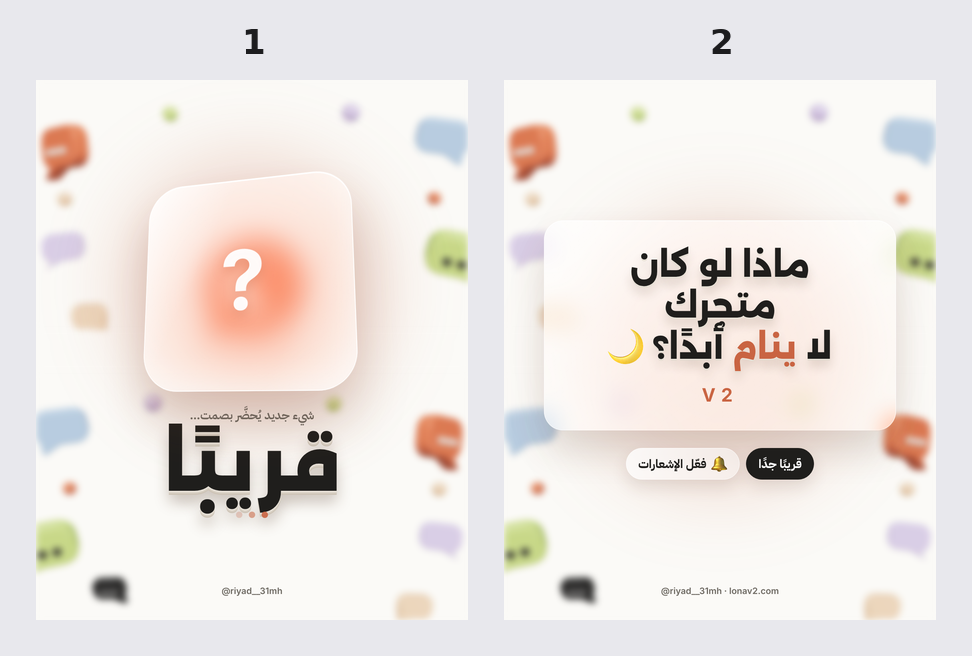 1
؟
شيء جديد يُحضَّر بصمت...
قريبًا
@riyad__31mh
2
ماذا لو كان
متجرك
لا ينام أبدًا؟ 🌙
V 2
قريبًا جدًا
🔔 فعّل الإشعارات
@riyad__31mh · lonav2.com